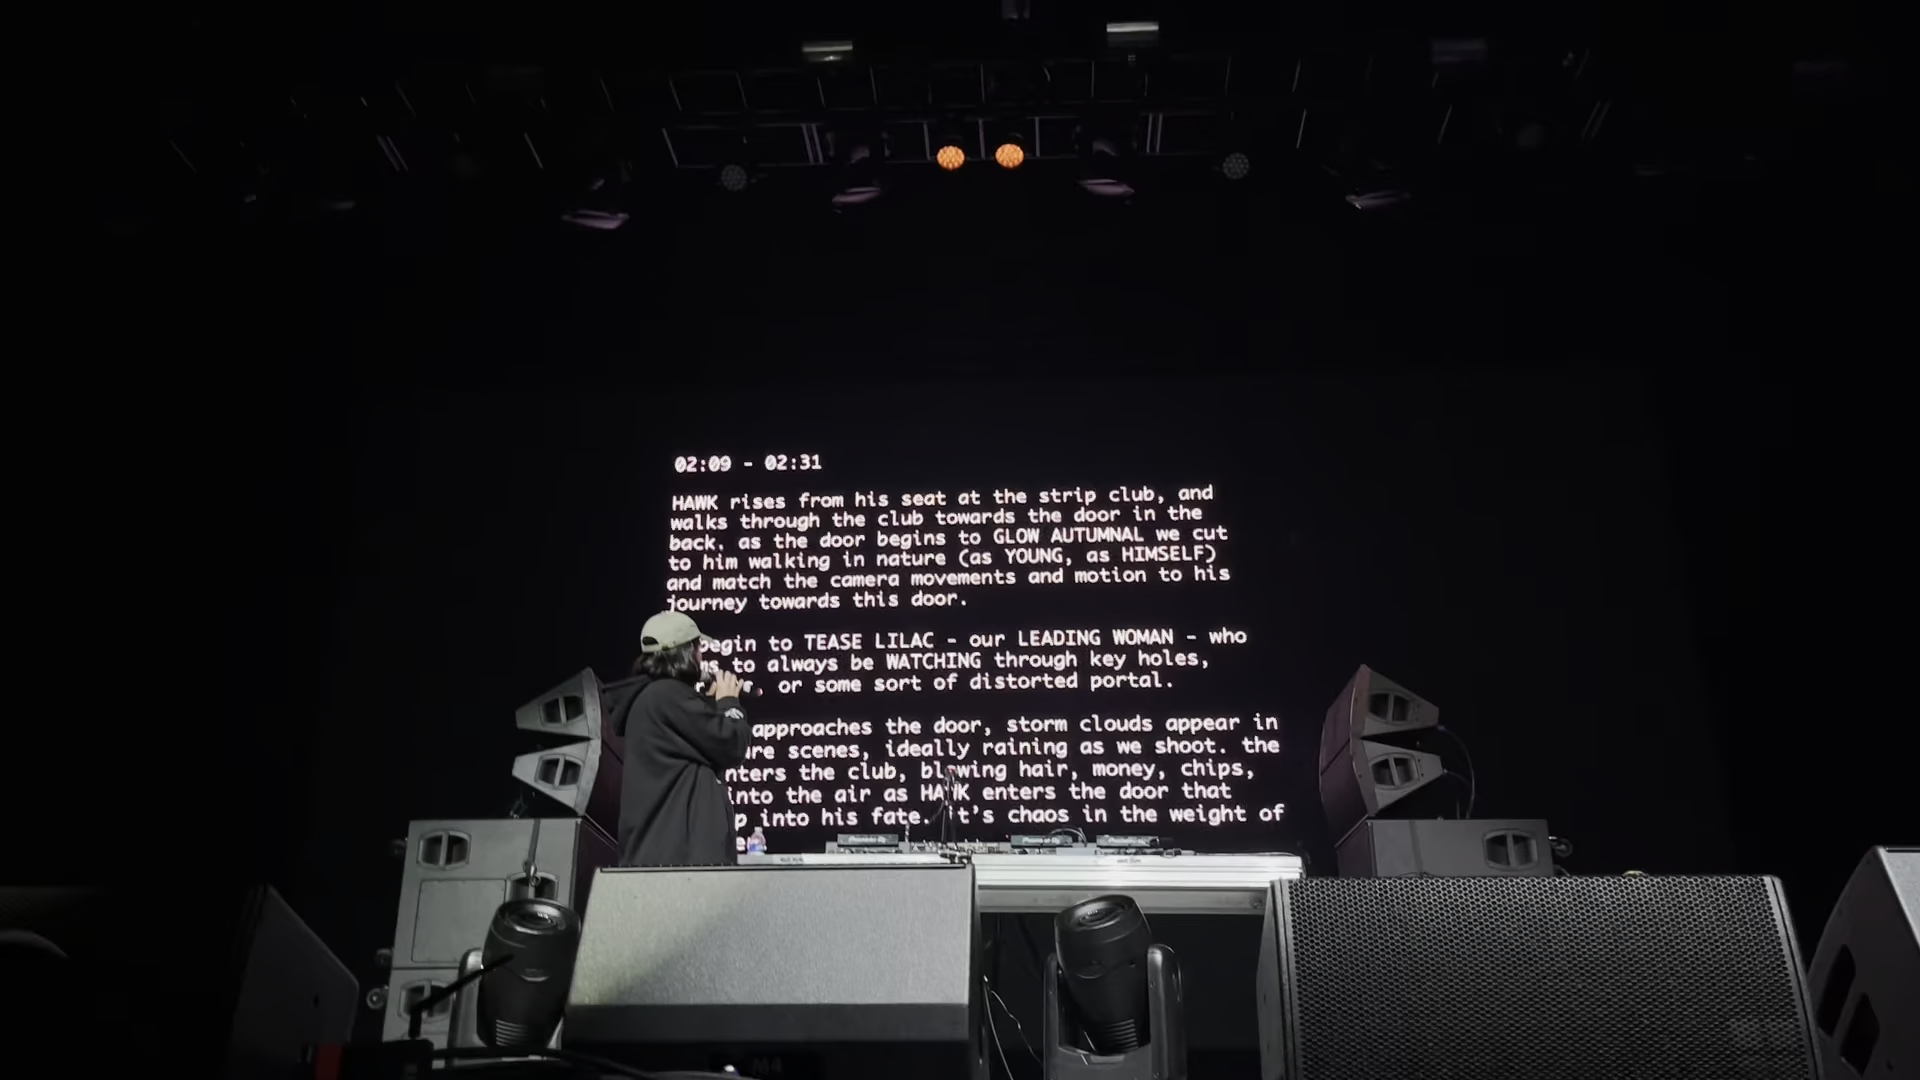 02:09 - 02:31
HAWK rises from his seat at the strip club, and
walks through the club towards the door in the
back. as the door begins to GLOW AUTUMNAL we cut
to him walking in nature (as YOUNG, as HIMSELF)
and match the camera movements and motion to his
journey towards this door.
begin to TEASE LILAC - our LEADING WOMAN - who
to always be WATCHING through key holes,
or some sort of distorted portal.
approaches the door, storm clouds appear in
scenes, ideally raining as we shoot. the
the club, blowing hair, money, chips,
into the air as HAWK enters the door that
into his fate. it's chaos in the weight of